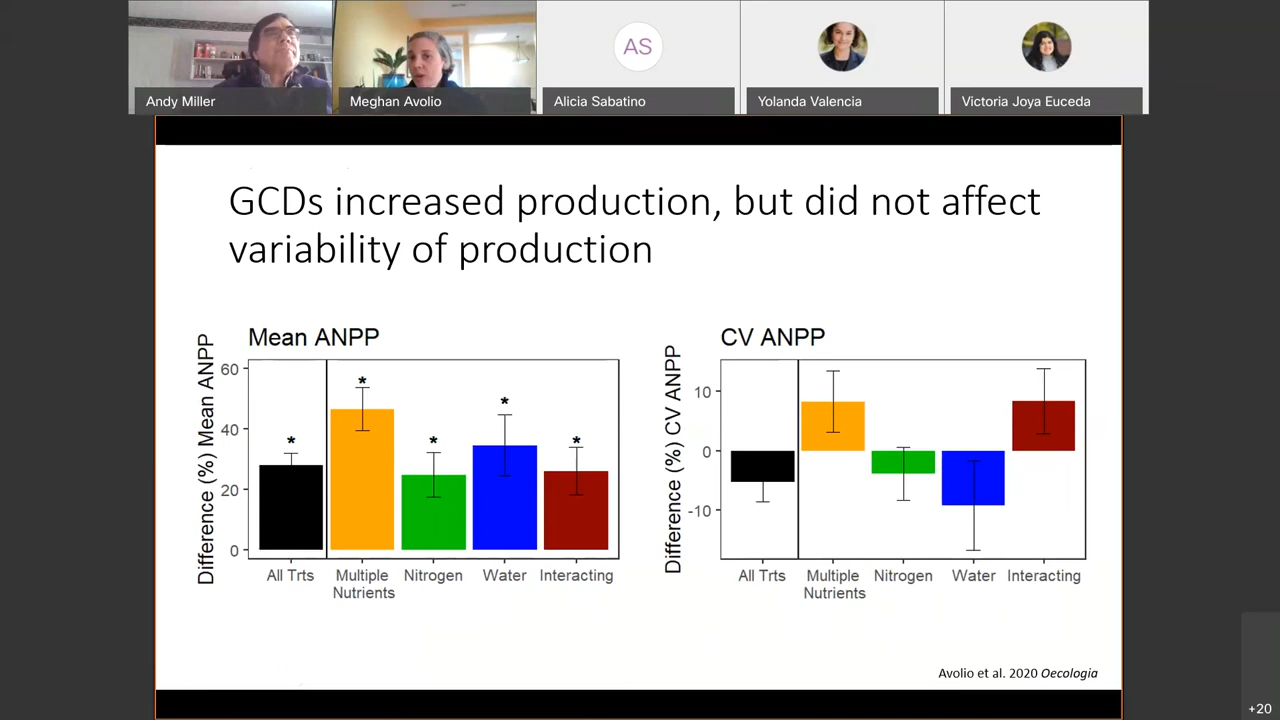 Andy Miller
Meghan Avolio
AS
Alicia Sabatino
Yolanda Valencia
Victoria Joya Euceda
GCDs increased production, but did not affect
variability of production
Mean ANPP
Difference (%) Mean ANPP
60
40
20
0
*
*
*
*
*
All Trts
Multiple
Nutrients
Nitrogen
Water
Interacting
CV ANPP
Difference (%) CV ANPP
10
0
-10
All Trts
Multiple
Nutrients
Nitrogen
Water
Interacting
Avolio et al. 2020 Oecologia
+20